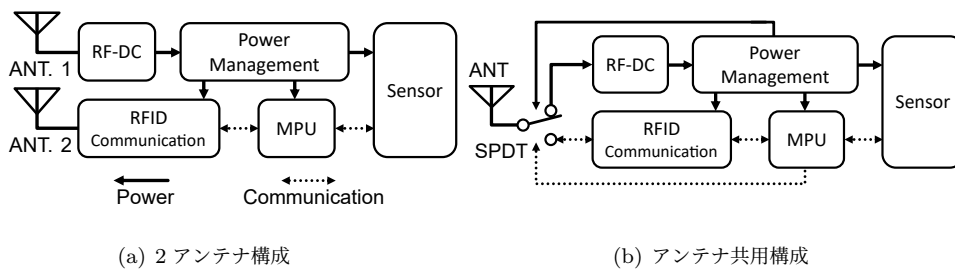 ANT. 1
RF-DC
Power
Management
Sensor
ANT. 2
RFID
Communication
MPU
Power
Communication
(a) 2 アンテナ構成
ANT
RF-DC
Power
Management
Sensor
SPDT
RFID
Communication
MPU
(b) アンテナ共用構成